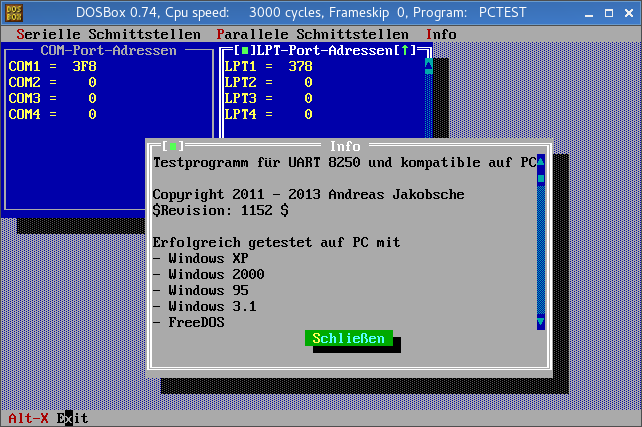 DOSBox 0.74, Cpu speed: 3000 cycles, Frameskip 0, Program: PCTEST
Serielle Schnittstellen Parallele Schnittstellen Info
COM-Port-Adressen
COM1 = 3F8
COM2 = 0
COM3 = 0
COM4 = 0
[■]LPT-Port-Adressen[↑]
LPT1 = 378
LPT2 = 0
LPT3 = 0
LPT4 = 0
[■] Info
Testprogramm für UART 8250 und kompatible auf PC
Copyright 2011 - 2013 Andreas Jakobsche
$Revision: 1152 $
Erfolgreich getestet auf PC mit
- Windows XP
- Windows 2000
- Windows 95
- Windows 3.1
- FreeDOS
Schließen
Alt-X Exit